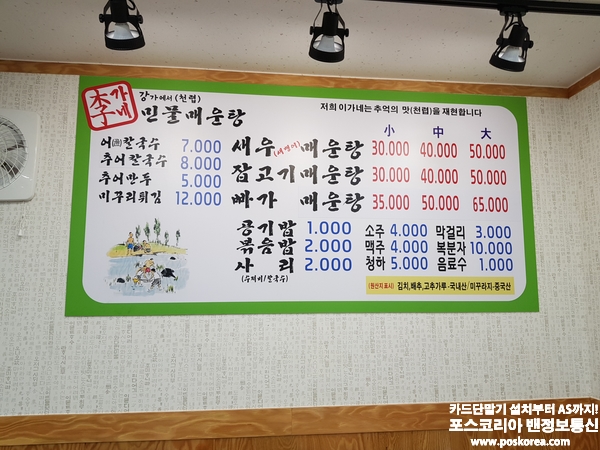 李가네
강가에서(천렵)
민물매운탕
저희 이가네는 추억의 맛(천렵)을 재현합니다
小 中 大
어(漁)칼국수 7.000
추어칼국수 8.000
추어만두 5.000
미꾸리튀김 12.000
새우 매운탕 30.000 40.000 50.000
잡고기매운탕 30.000 40.000 50.000
빠가 매운탕 35.000 50.000 65.000
공기밥 1.000
볶음밥 2.000
사리 2.000
(수제비/칼국수)
소주 4.000 막걸리 3.000
맥주 4.000 복분자 10.000
청하 5.000 음료수 1.000
(원산지표시) 김치,배추,고추가루-국내산/미꾸라지-중국산
카드단말기 설치부터 AS까지!
포스코리아 밴정보통신
www.poskorea.com